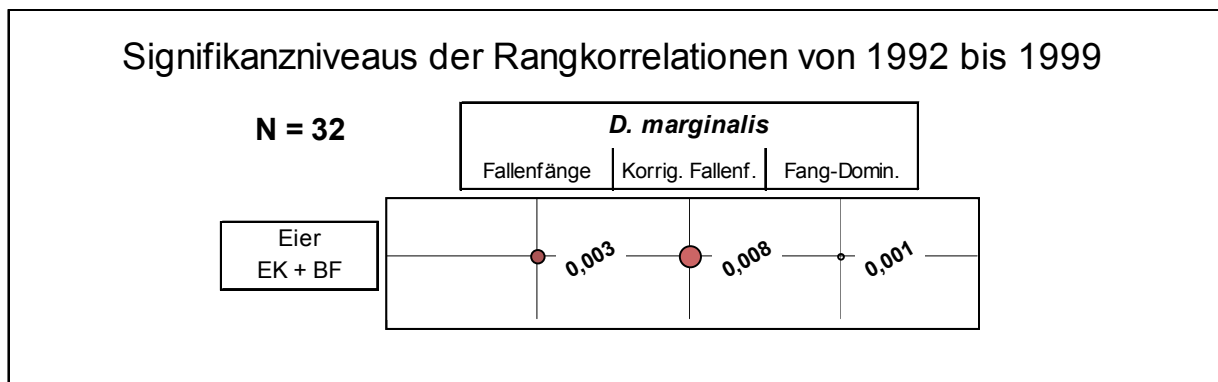 Signifikanzniveaus der Rangkorrelationen von 1992 bis 1999
N = 32
D. marginalis
Fallenfänge Korrig. Fallenf. Fang-Domin.
Eier
EK + BF
0,003 0,008 0,001